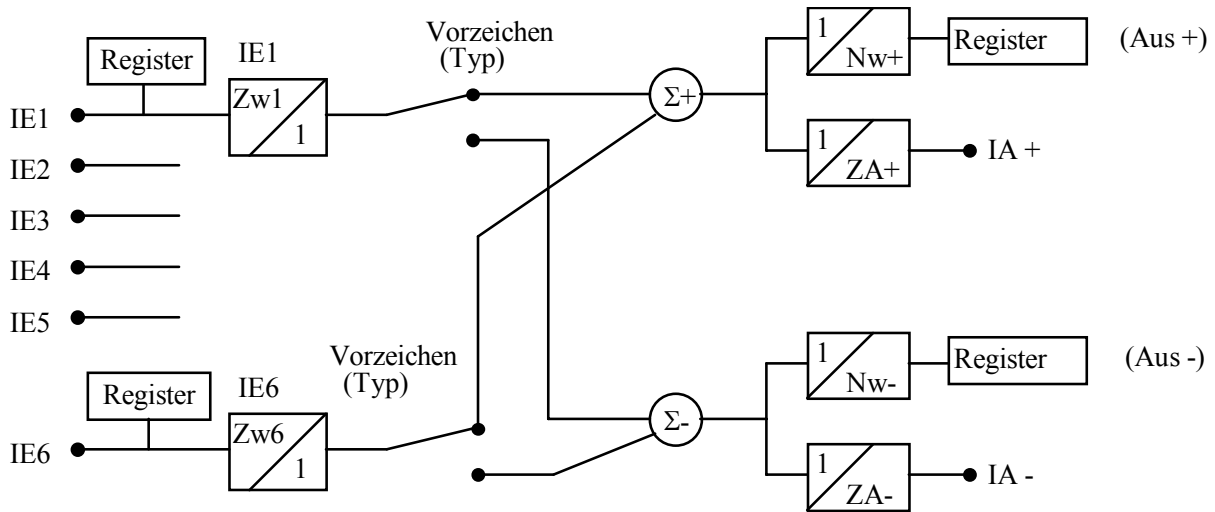 Register
IE1
Vorzeichen
(Typ)
1
Nw+
Register
(Aus +)
IE1
Zw1
1
Σ+
IE2
1
ZA+
IA +
IE3
IE4
IE5
Register
IE6
Vorzeichen
(Typ)
1
Nw-
Register
(Aus -)
IE6
Zw6
1
Σ-
1
ZA-
IA -